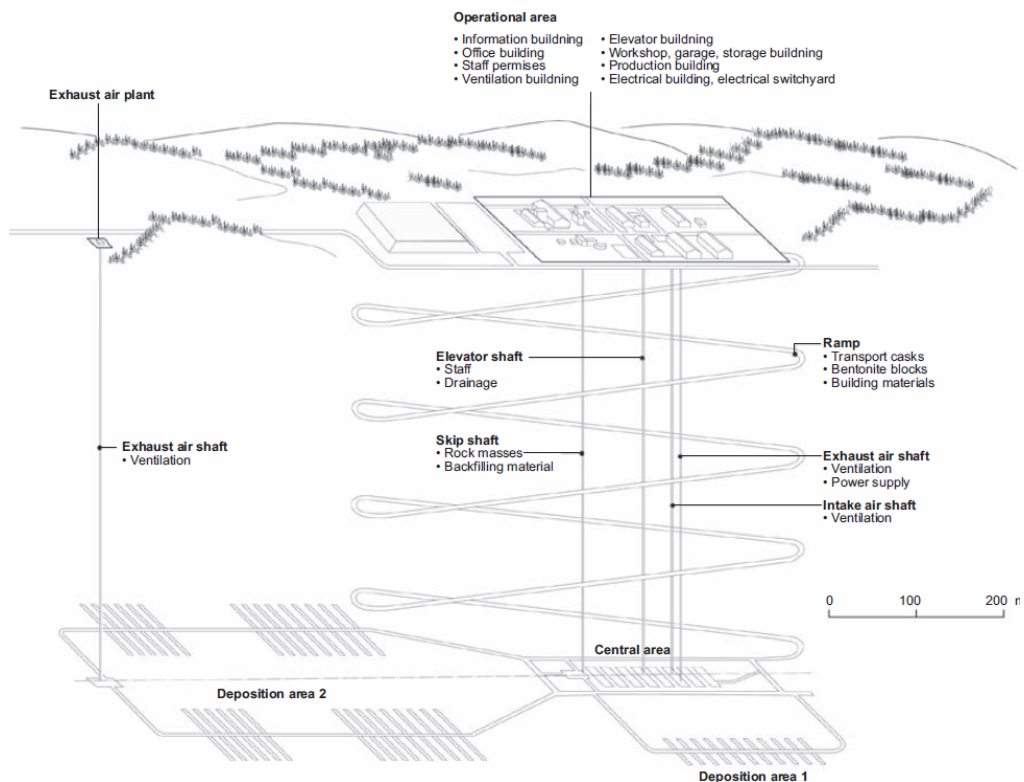 Operational area
• Information buildning
• Office building
• Staff permises
• Ventilation buildning
• Elevator buildning
• Workshop, garage, storage buildning
• Production building
• Electrical building, electrical switchyard
Exhaust air plant
Ramp
• Transport casks
• Bentonite blocks
• Building materials
Elevator shaft
• Staff
• Drainage
Skip shaft
• Rock masses
• Backfilling material
Exhaust air shaft
• Ventilation
Exhaust air shaft
• Ventilation
• Power supply
Intake air shaft
• Ventilation
0 100 200
Central area
Deposition area 2
Deposition area 1